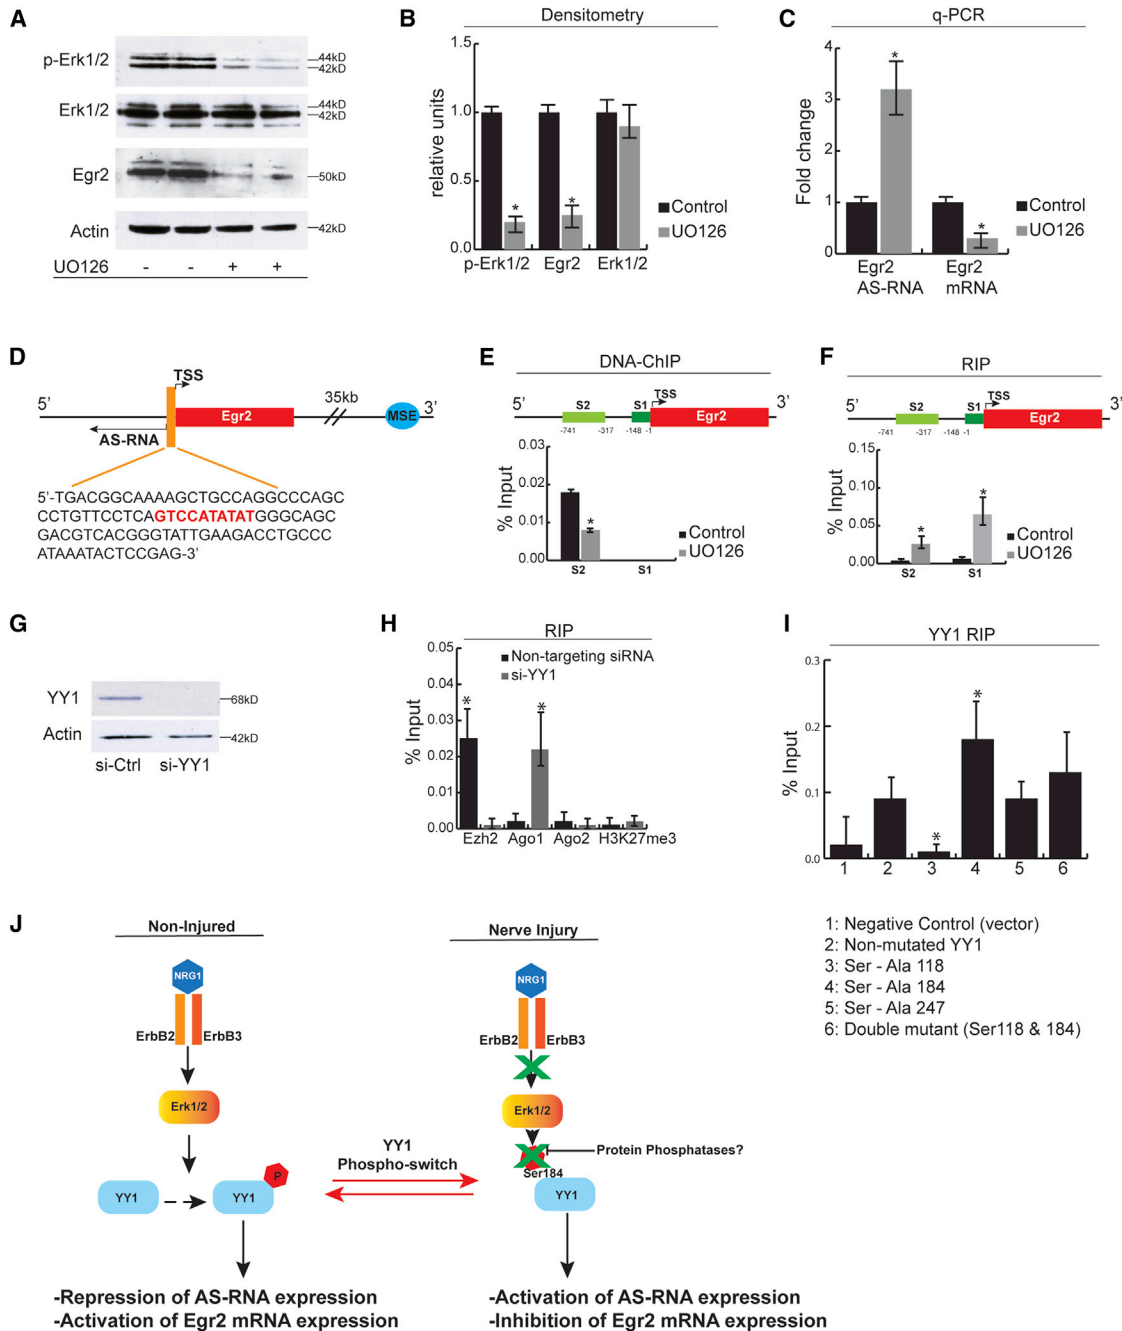 A
p-Erk1/2
44kD
42kD
Erk1/2
44kD
42kD
Egr2
50kD
Actin
42kD
UO126 - - + +
B
Densitometry
relative units
1.5
1.0
0.5
0.0
*
*
p-Erk1/2 Egr2 Erk1/2
Control
UO126
C
q-PCR
Fold change
4
3
2
1
0
*
*
Egr2 AS-RNA
Egr2 mRNA
Control
UO126
D
TSS
5' Egr2 35kb MSE 3'
AS-RNA
5'-TGACGGCAAAAGCTGCCAGGCCCAGC
CCTGTTCCTCAGTCCATATATGGGCAGC
GACGTCACGGGTATTGAAGACCTGCCC
ATAAATACTCCGAG-3'
E
DNA-ChIP
5' S2 S1 TSS Egr2 3'
-741 -317 -148 -1
% Input
0.03
0.02
0.01
0.00
*
S2 S1
Control
UO126
F
RIP
5' S2 S1 TSS Egr2 3'
-741 -317 -148 -1
% Input
0.15
0.10
0.05
0.00
*
*
S2 S1
Control
UO126
G
YY1
68kD
Actin
42kD
si-Ctrl si-YY1
H
RIP
Non-targeting siRNA
si-YY1
% Input
0.05
0.04
0.03
0.02
0.01
0.00
*
*
Ezh2 Ago1 Ago2 H3K27me3
I
YY1 RIP
% Input
0.3
0.2
0.1
0.0
*
*
1 2 3 4 5 6
1: Negative Control (vector)
2: Non-mutated YY1
3: Ser - Ala 118
4: Ser - Ala 184
5: Ser - Ala 247
6: Double mutant (Ser118 & 184)
J
Non-Injured
NRG1
ErbB2 ErbB3
Erk1/2
YY1
YY1
P
-Repression of AS-RNA expression
-Activation of Egr2 mRNA expression
YY1
Phospho-switch
Nerve Injury
NRG1
ErbB2 ErbB3
Erk1/2
Protein Phosphatases?
Ser184
YY1
-Activation of AS-RNA expression
-Inhibition of Egr2 mRNA expression